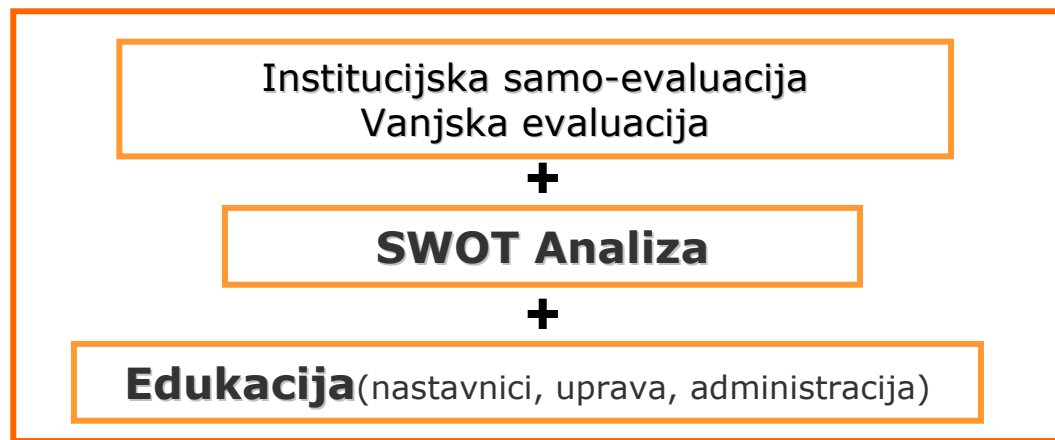 Institucijska samo-evaluacija
Vanjska evaluacija
+
SWOT Analiza
+
Edukacija(nastavnici, uprava, administracija)